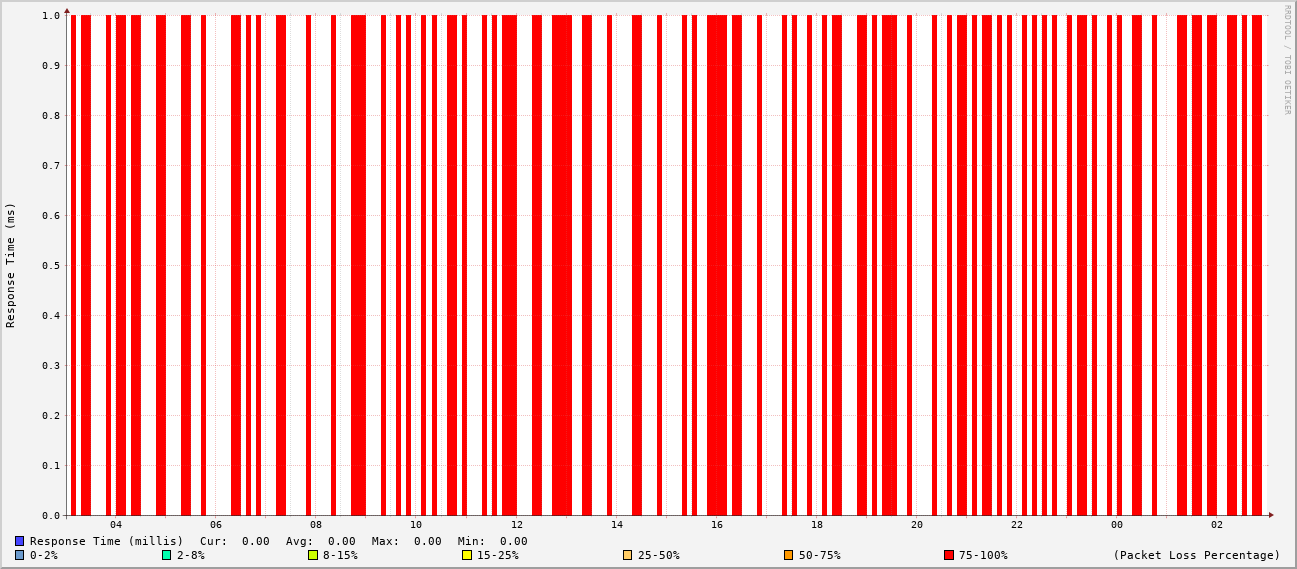 RRDTOOL / TOBI OETIKER
Response Time (ms)
1.0
0.9
0.8
0.7
0.6
0.5
0.4
0.3
0.2
0.1
0.0
04 06 08 10 12 14 16 18 20 22 00 02
Response Time (millis) Cur: 0.00 Avg: 0.00 Max: 0.00 Min: 0.00
0-2% 2-8% 8-15% 15-25% 25-50% 50-75% 75-100% (Packet Loss Percentage)